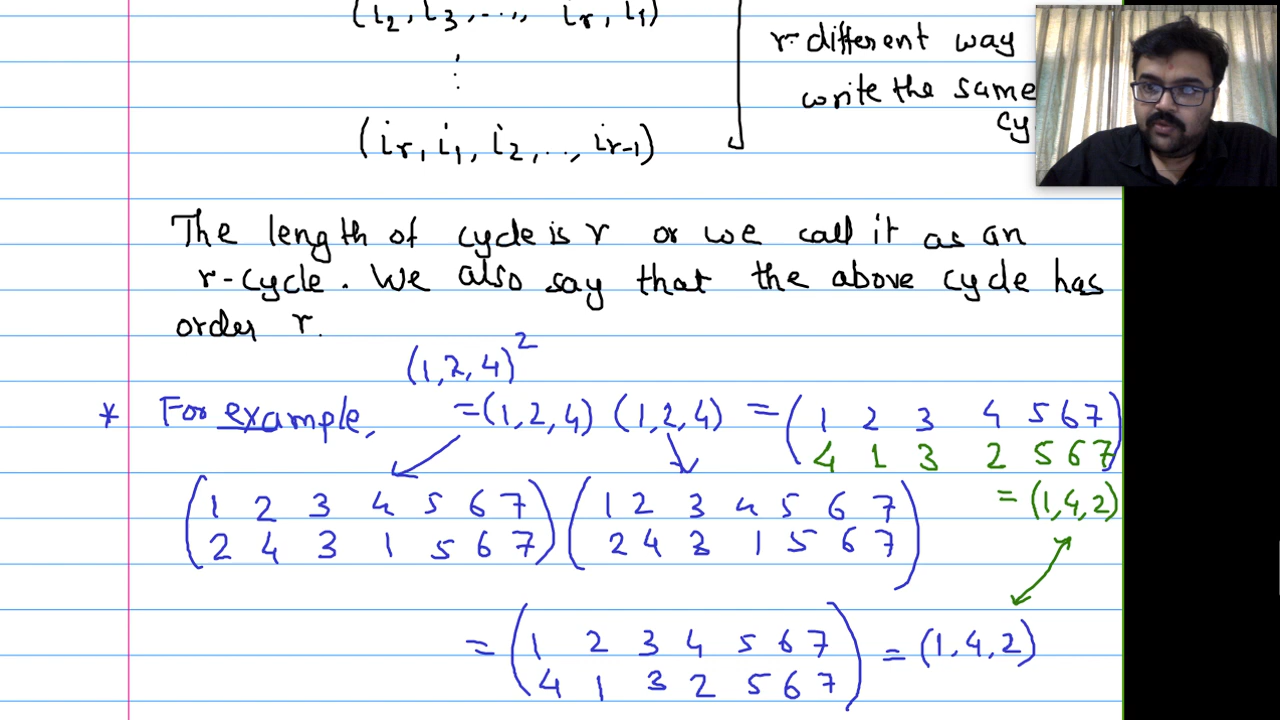 (i2, i3, ..., ir, i1)
r-different way
⋮
write the same
cy
(ir, i1, i2, .., ir-1)
The length of cycle is r or we call it as an
r-cycle. We also say that the above cycle has
order r.
(1,2,4)^2
* For example, =(1,2,4) (1,2,4) = (1 2 3 4 5 6 7)
(4 1 3 2 5 6 7)
(1 2 3 4 5 6 7) (1 2 3 4 5 6 7) = (1,4,2)
(2 4 3 1 5 6 7) (2 4 3 1 5 6 7)
= (1 2 3 4 5 6 7) = (1,4,2)
(4 1 3 2 5 6 7)